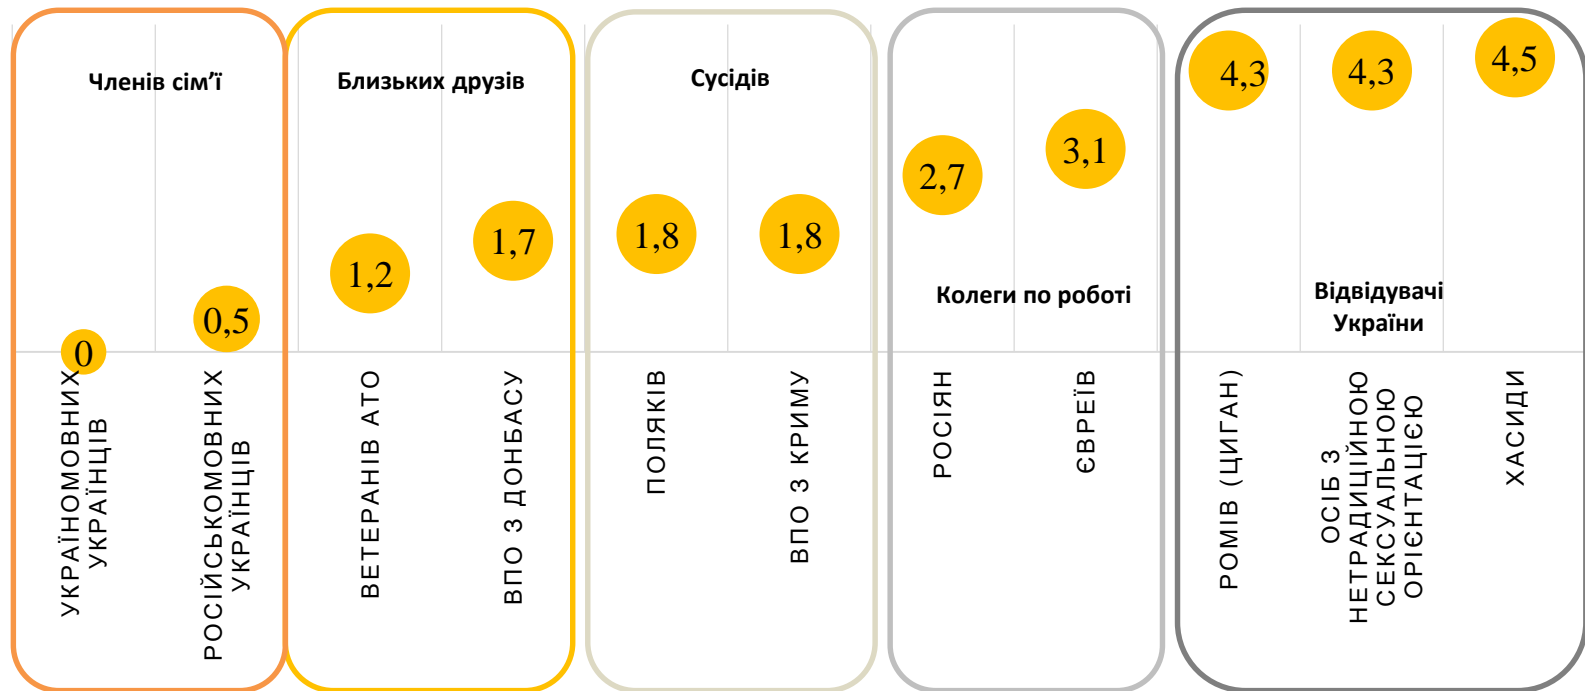 Членів сім’ї
Близьких друзів
Сусідів
Колеги по роботі
Відвідувачі
України
0
0,5
1,2
1,7
1,8
1,8
2,7
3,1
4,3
4,3
4,5
УКРАЇНОМОВНИХ
УКРАЇНЦІВ
РОСІЙСЬКОМОВНИХ
УКРАЇНЦІВ
ВЕТЕРАНІВ АТО
ВПО З ДОНБАСУ
ПОЛЯКІВ
ВПО З КРИМУ
РОСІЯН
ЄВРЕЇВ
РОМІВ (ЦИГАН)
ОСІБ З
НЕТРАДИЦІЙНОЮ
СЕКСУАЛЬНОЮ
ОРІЄНТАЦІЄЮ
ХАСИДИ